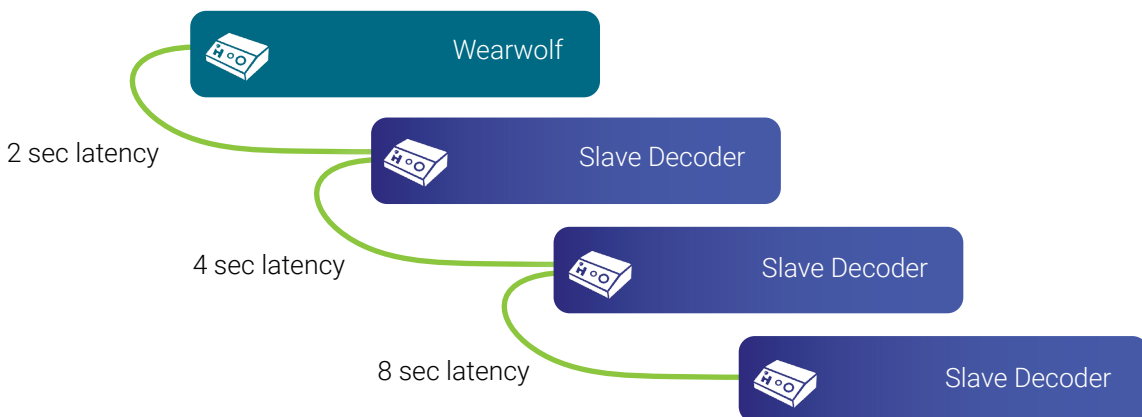 Wearwolf
2 sec latency
Slave Decoder
4 sec latency
Slave Decoder
8 sec latency
Slave Decoder